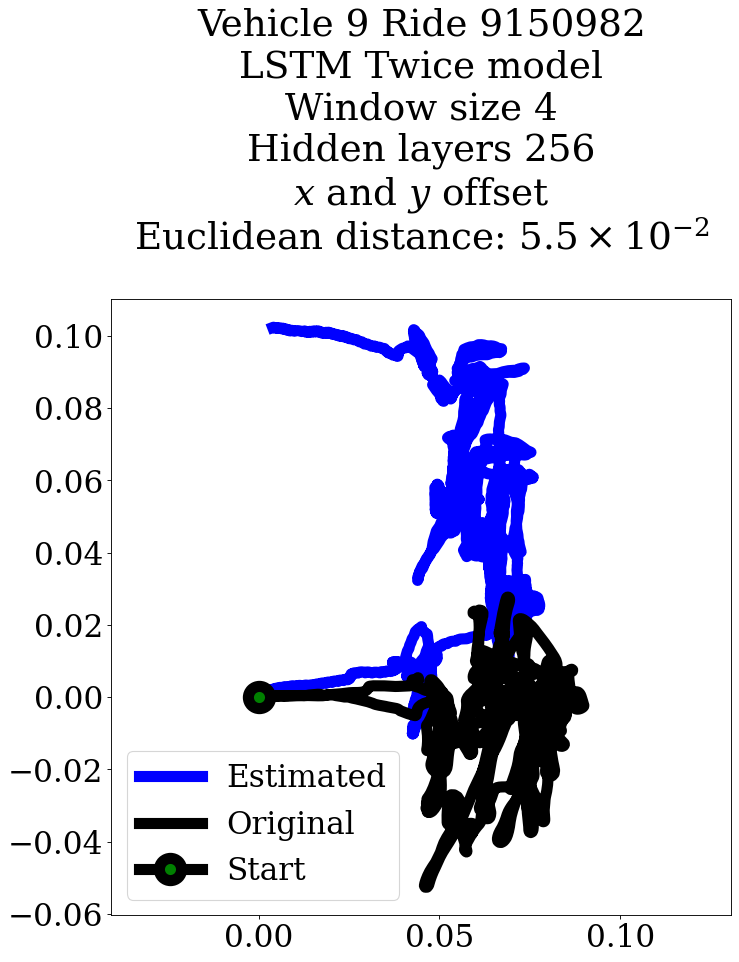 Vehicle 9 Ride 9150982
LSTM Twice model
Window size 4
Hidden layers 256
x and y offset
Euclidean distance: 5.5 × 10⁻²
0.10
0.08
0.06
0.04
0.02
0.00
−0.02
−0.04
−0.06
Estimated
Original
Start
0.00 0.05 0.10